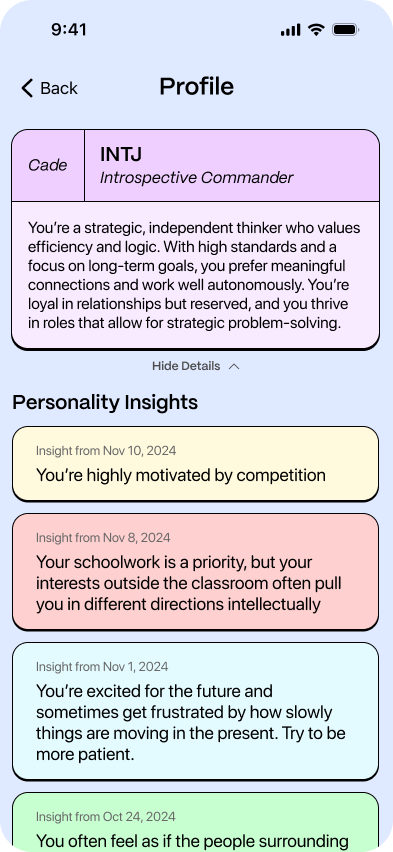 9:41
Back
Profile
Cade
INTJ
Introspective Commander
You’re a strategic, independent thinker who values
efficiency and logic. With high standards and a
focus on long-term goals, you prefer meaningful
connections and work well autonomously. You’re
loyal in relationships but reserved, and you thrive
in roles that allow for strategic problem-solving.
Hide Details
Personality Insights
Insight from Nov 10, 2024
You’re highly motivated by competition
Insight from Nov 8, 2024
Your schoolwork is a priority, but your
interests outside the classroom often pull
you in different directions intellectually
Insight from Nov 1, 2024
You’re excited for the future and
sometimes get frustrated by how slowly
things are moving in the present. Try to be
more patient.
Insight from Oct 24, 2024
You often feel as if the people surrounding